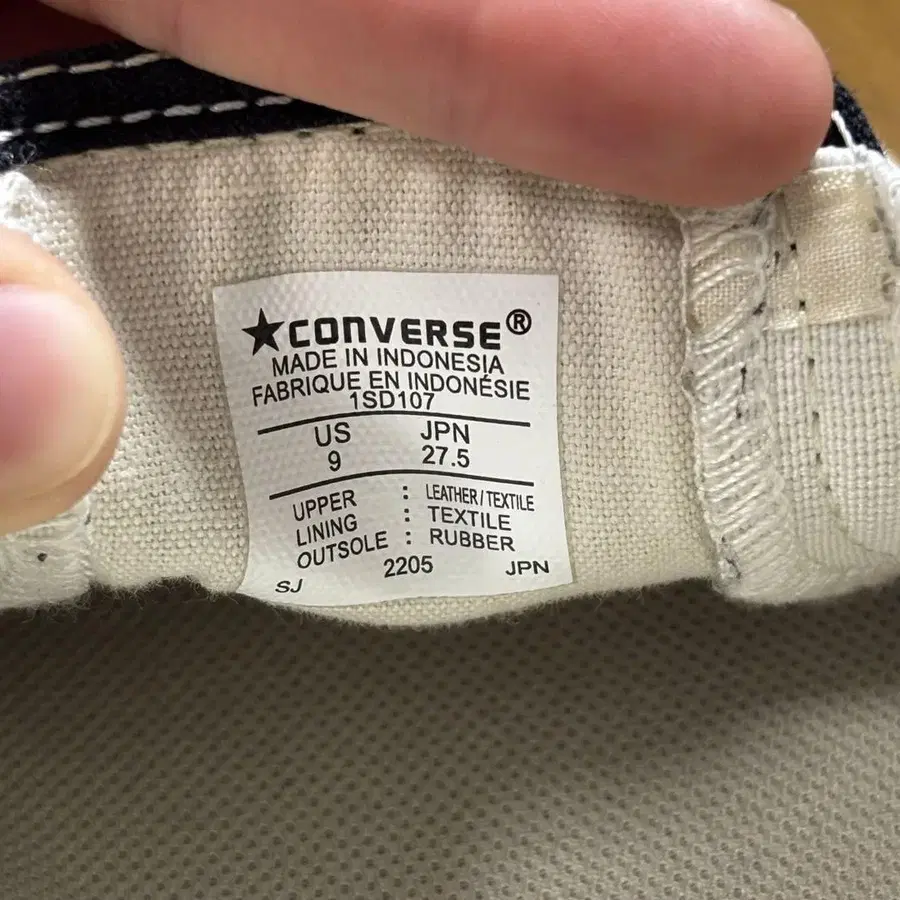 ★CONVERSE®
MADE IN INDONESIA
FABRIQUE EN INDONÉSIE
1SD107
US JPN
9 27.5
UPPER : LEATHER/TEXTILE
LINING : TEXTILE
OUTSOLE : RUBBER
SJ 2205 JPN